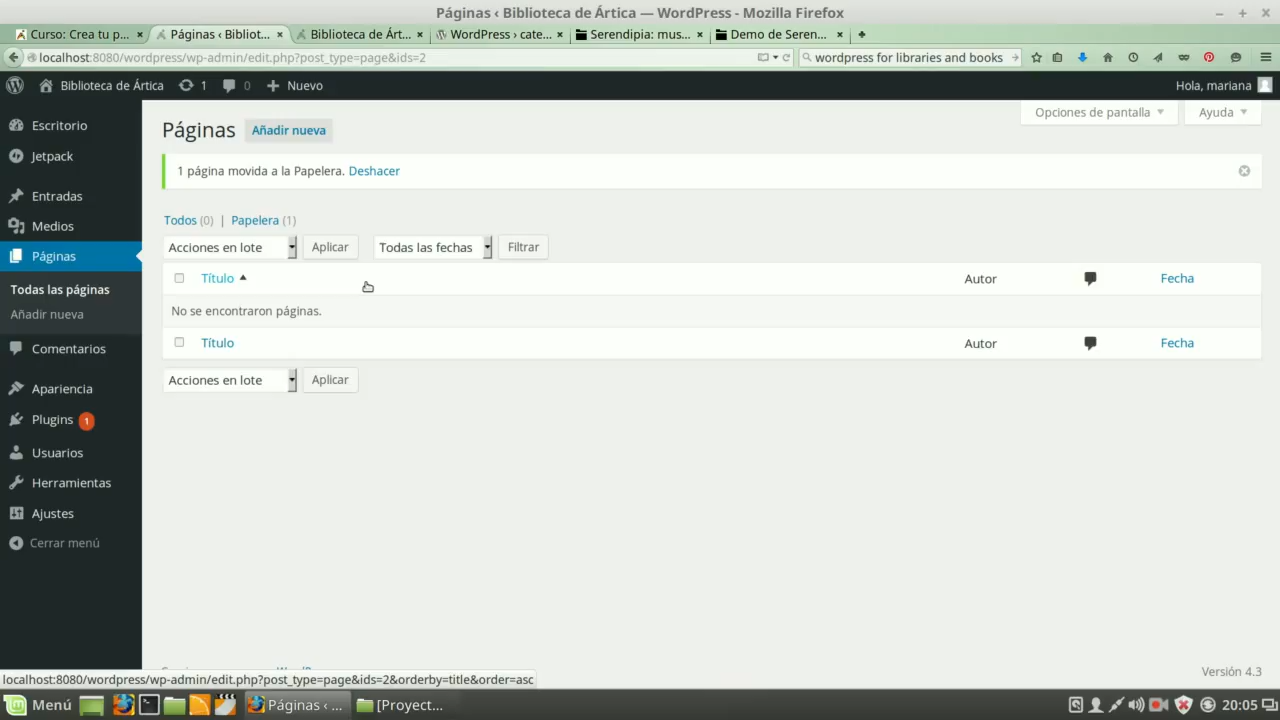 Páginas ‹ Biblioteca de Ártica — WordPress - Mozilla Firefox
Curso: Crea tu p... × Páginas ‹ Bibliot... × Biblioteca de Árt... × WordPress › cate... × Serendipia: mus... × Demo de Seren... ×
localhost:8080/wordpress/wp-admin/edit.php?post_type=page&ids=2 wordpress for libraries and books
Biblioteca de Ártica 1 0 Nuevo Hola, mariana
Opciones de pantalla Ayuda
Escritorio
Jetpack
Entradas
Medios
Páginas
Todas las páginas
Añadir nueva
Comentarios
Apariencia
Plugins 1
Usuarios
Herramientas
Ajustes
Cerrar menú
Páginas Añadir nueva
1 página movida a la Papelera. Deshacer
Todos (0) | Papelera (1)
Acciones en lote Aplicar Todas las fechas Filtrar
Título Autor Fecha
No se encontraron páginas.
Título Autor Fecha
Acciones en lote Aplicar
Versión 4.3
localhost:8080/wordpress/wp-admin/edit.php?post_type=page&ids=2&orderby=title&order=asc
Menú Páginas ‹ ... [Proyect... 20:05